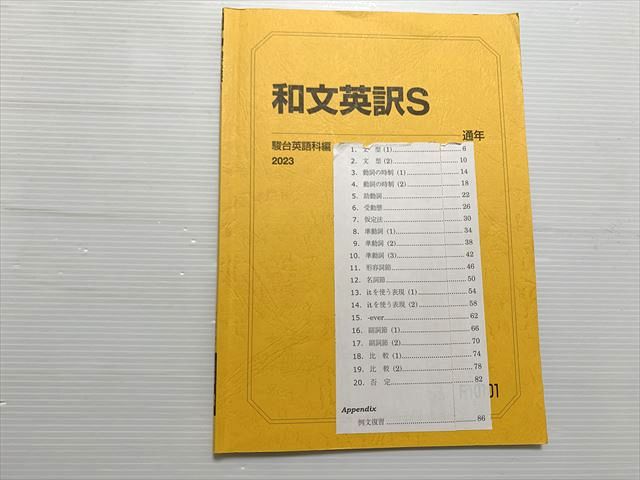 和文英訳S
通年
駿台英語科編
2023
1. 文 型 (1) 6
2. 文 型 (2) 10
3. 動詞の時制 (1) 14
4. 動詞の時制 (2) 18
5. 助動詞 22
6. 受動態 26
7. 仮定法 30
8. 準動詞 (1) 34
9. 準動詞 (2) 38
10. 準動詞 (3) 42
11. 形容詞節 46
12. 名詞節 50
13. itを使う表現 (1) 54
14. itを使う表現 (2) 58
15. -ever 62
16. 副詞節 (1) 66
17. 副詞節 (2) 70
18. 比 較 (1) 74
19. 比 較 (2) 78
20. 否 定 82
Appendix
例文復習 86